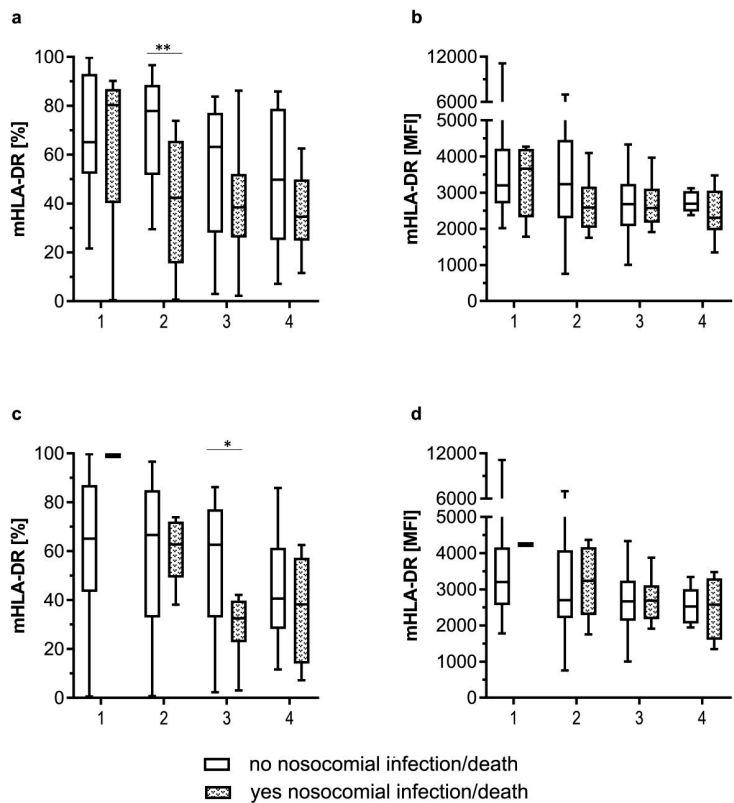 a
**
mHLA-DR [%]
100
80
60
40
20
0
1 2 3 4
b
mHLA-DR [MFI]
12000
6000
5000
4000
3000
2000
1000
0
1 2 3 4
c
*
mHLA-DR [%]
100
80
60
40
20
0
1 2 3 4
d
mHLA-DR [MFI]
12000
6000
5000
4000
3000
2000
1000
0
1 2 3 4
no nosocomial infection/death
yes nosocomial infection/death